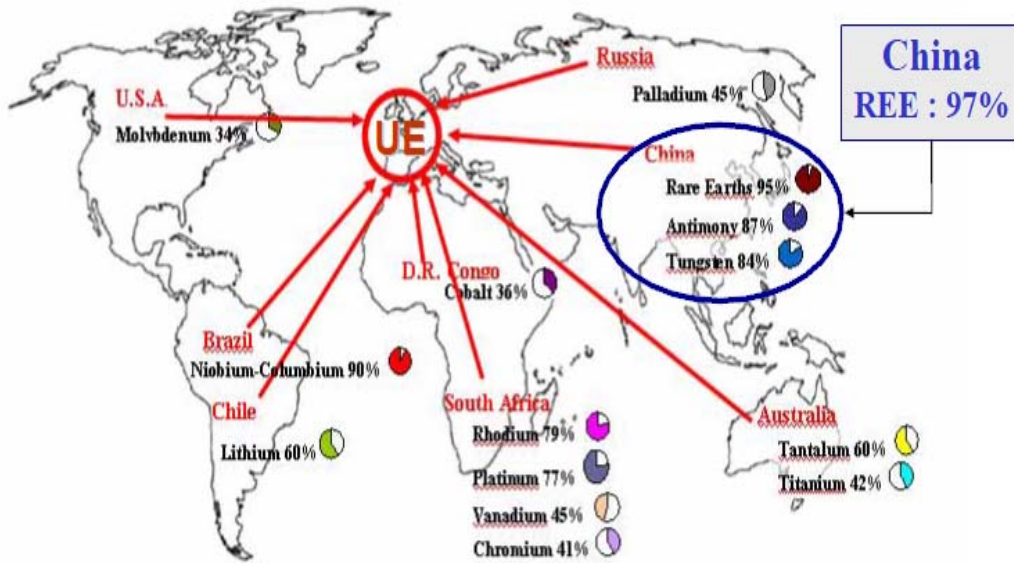 China
REE : 97%
Russia
Palladium 45%
U.S.A.
Molvbdenum 34%
UE
China
Rare Earths 95%
Antimony 87%
Tungsten 84%
D.R. Congo
Cobalt 36%
Brazil
Niobium-Columbium 90%
Chile
Lithium 60%
South Africa
Rhodium 79%
Platinum 77%
Vanadium 45%
Chromium 41%
Australia
Tantalum 60%
Titanium 42%